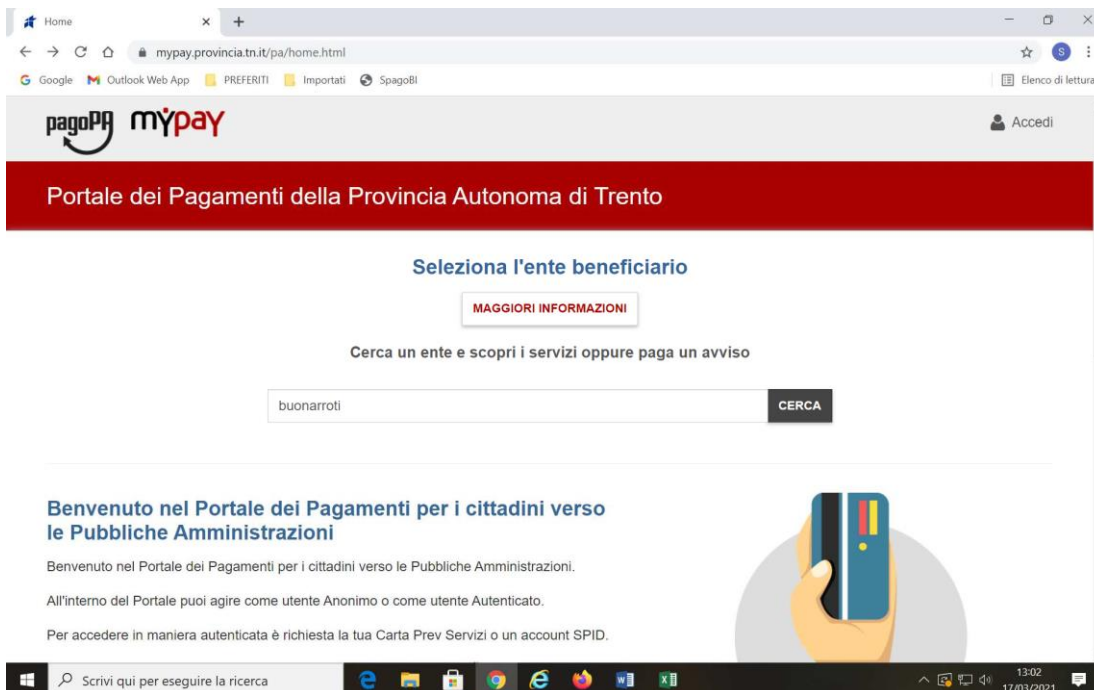 Home
mypay.provincia.tn.it/pa/home.html
S
Google Outlook Web App PREFERITI Importati SpagoBI Elenco di lettura
pagoPA mypay Accedi
Portale dei Pagamenti della Provincia Autonoma di Trento
Seleziona l'ente beneficiario
MAGGIORI INFORMAZIONI
Cerca un ente e scopri i servizi oppure paga un avviso
buonarroti CERCA
Benvenuto nel Portale dei Pagamenti per i cittadini verso
le Pubbliche Amministrazioni
Benvenuto nel Portale dei Pagamenti per i cittadini verso le Pubbliche Amministrazioni.
All'interno del Portale puoi agire come utente Anonimo o come utente Autenticato.
Per accedere in maniera autenticata è richiesta la tua Carta Prev Servizi o un account SPID.
Scrivi qui per eseguire la ricerca 13:02
17/03/2021